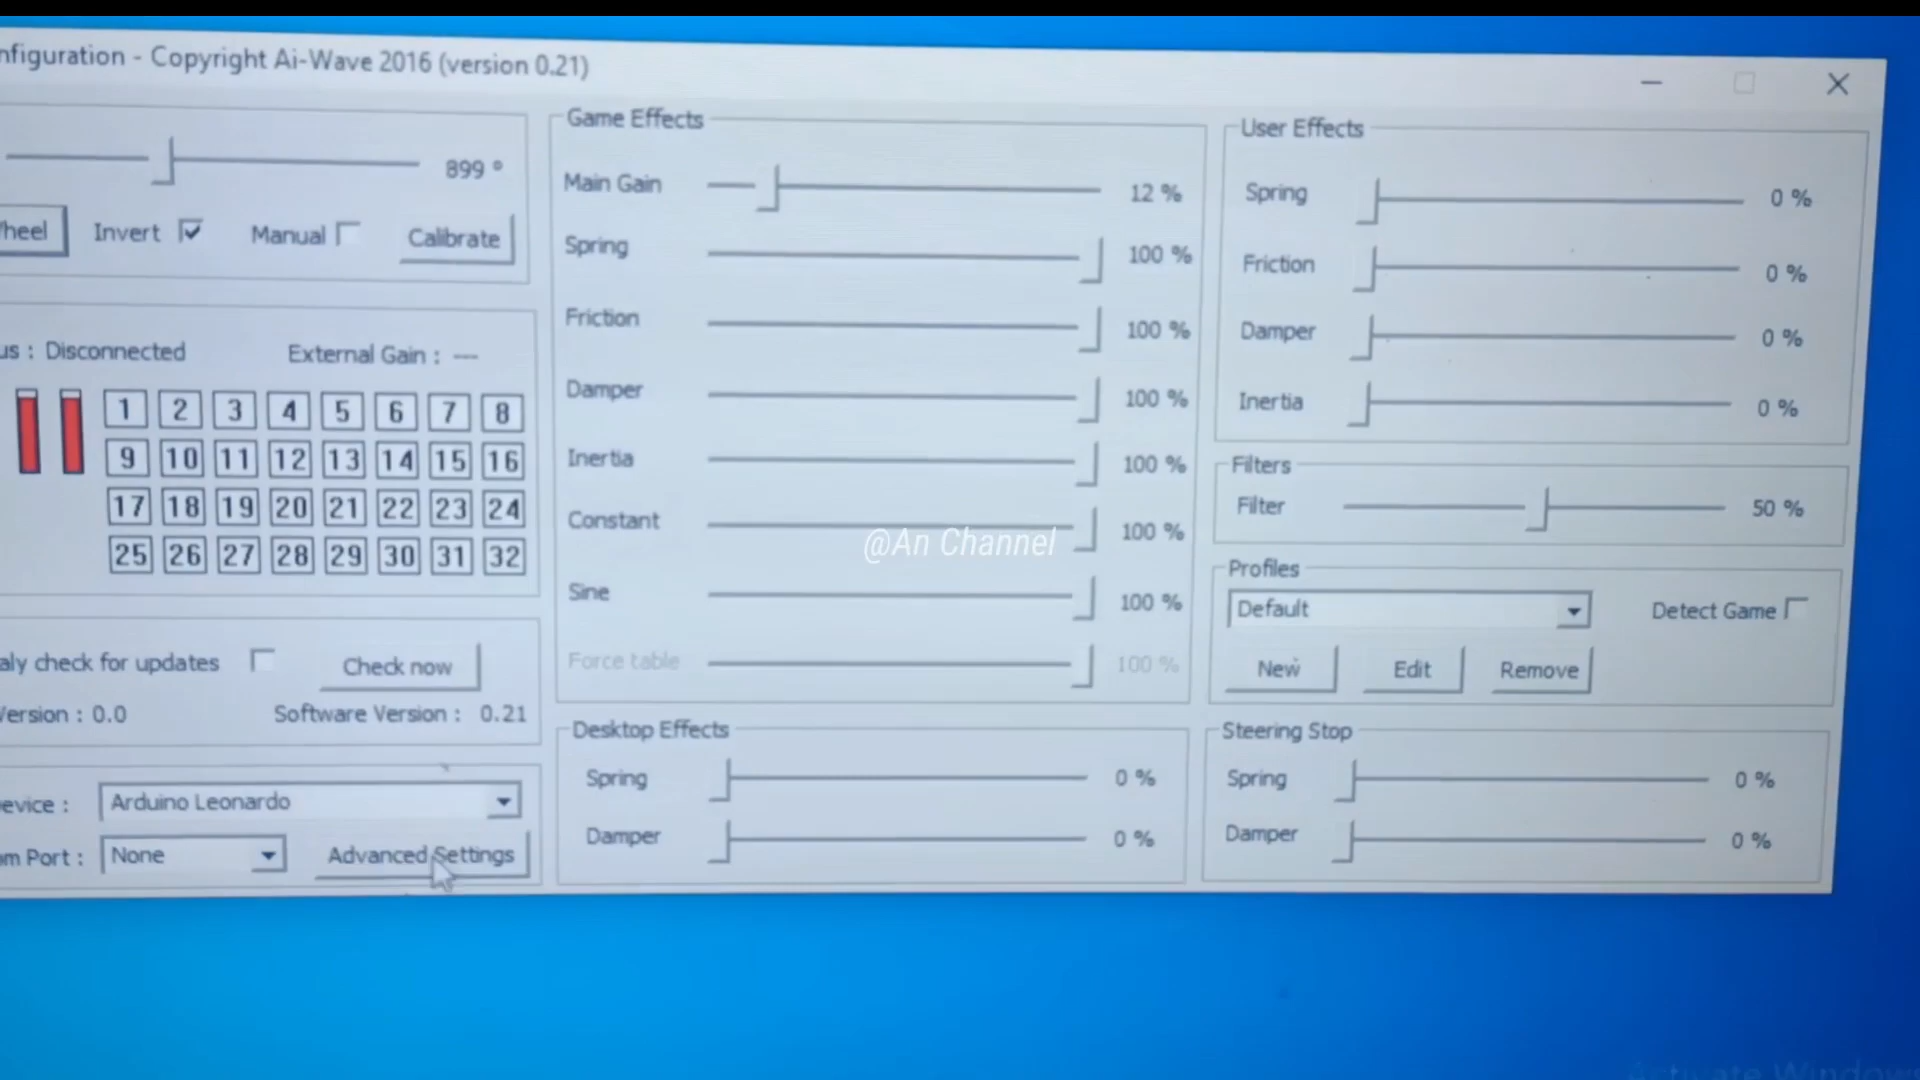 nfiguration - Copyright Ai-Wave 2016 (version 0.21)
899 °
heel Invert Manual Calibrate
us : Disconnected External Gain : ---
1 2 3 4 5 6 7 8
9 10 11 12 13 14 15 16
17 18 19 20 21 22 23 24
25 26 27 28 29 30 31 32
aly check for updates Check now
ersion : 0.0 Software Version : 0.21
evice : Arduino Leonardo
om Port : None Advanced Settings
Game Effects
Main Gain 12 %
Spring 100 %
Friction 100 %
Damper 100 %
Inertia 100 %
Constant 100 %
@An Channel
Sine 100 %
Force table 100 %
Desktop Effects
Spring 0 %
Damper 0 %
User Effects
Spring 0 %
Friction 0 %
Damper 0 %
Inertia 0 %
Filters
Filter 50 %
Profiles
Default Detect Game
New Edit Remove
Steering Stop
Spring 0 %
Damper 0 %
Activate Windows